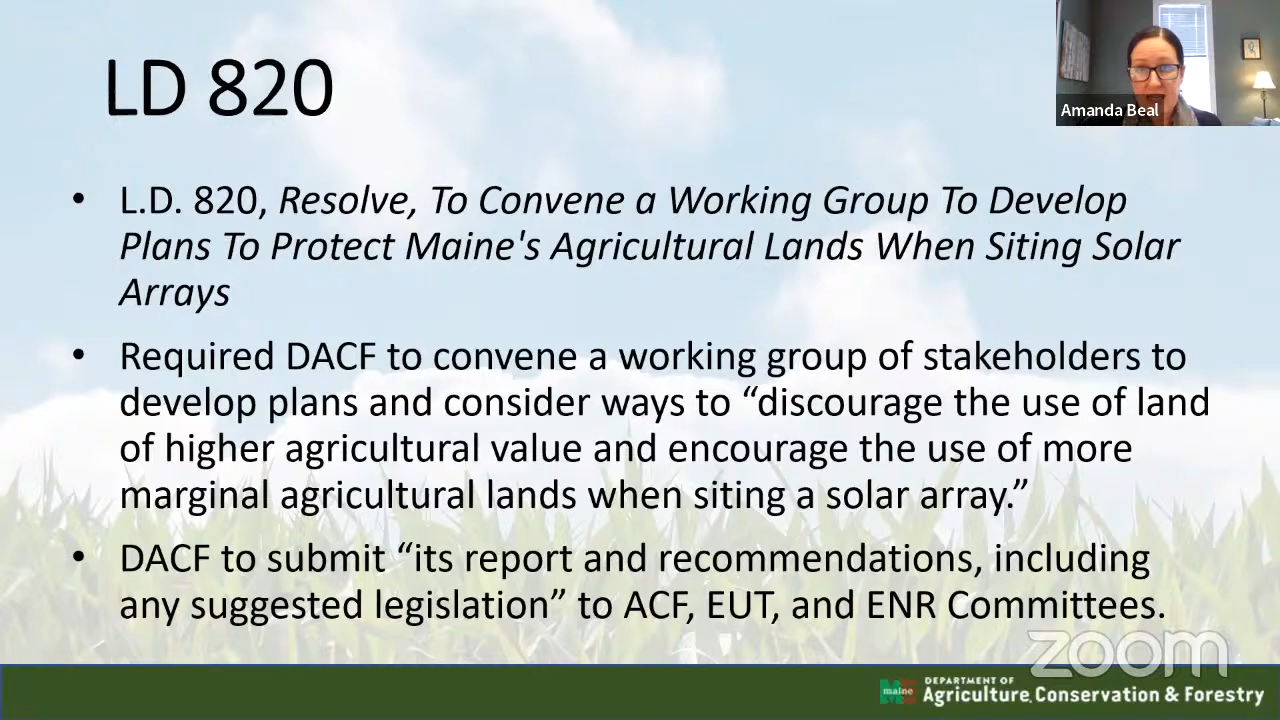 LD 820
Amanda Beal
• L.D. 820, Resolve, To Convene a Working Group To Develop
Plans To Protect Maine's Agricultural Lands When Siting Solar
Arrays
• Required DACF to convene a working group of stakeholders to
develop plans and consider ways to “discourage the use of land
of higher agricultural value and encourage the use of more
marginal agricultural lands when siting a solar array.”
• DACF to submit “its report and recommendations, including
any suggested legislation” to ACF, EUT, and ENR Committees.
zoom
maine
DEPARTMENT OF
Agriculture, Conservation & Forestry